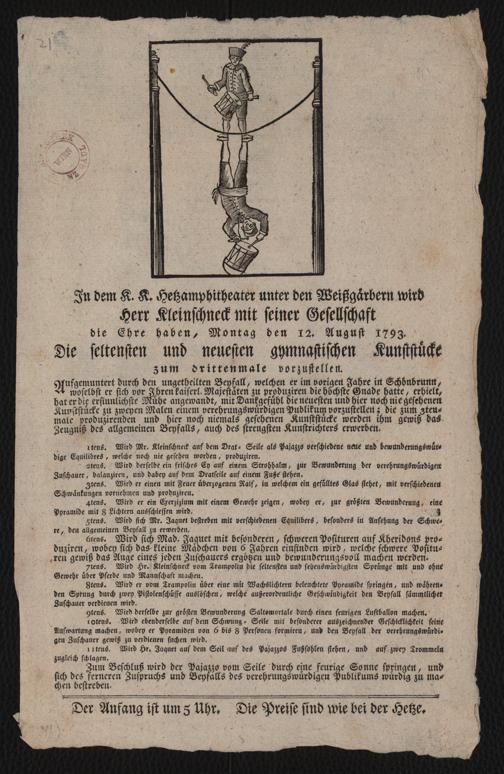 In dem K. K. Hetzamphitheater unter den Weißgärbern wird
Herr Kleinschneck mit seiner Gesellschaft
die Ehre haben, Montag den 12. August 1793.
Die seltensten und neuesten gymnastischen Kunststücke
zum drittenmale vorzustellen.
Aufgemuntert durch den ungetheilten Beyfall, welchen er im vorigen Jahre in Schönbrunn,
woselbst er sich vor Ihren kaiserl. Majestäten zu produziren die höchste Gnade hatte, erhielt,
hat er die ersinnlichste Mühe angewandt, mit Dankgefühl die neuesten und hier noch nie gesehenen
Kunststücke zu zweyen Malen einem verehrungswürdigen Publikum vorzustellen; die zum 3ten-
male produzirenden und hier noch niemals gesehenen Kunststücke werden ihm gewiß das
Zeugniß des allgemeinen Beyfalls, auch des strengsten Kunstrichters erwerben.
1tens. Wird Mr. Kleinschneck auf dem Drat-Seile als Pajazzo verschiedene neue und bewunderungswür-
dige Equilibres, welche noch nie gesehen worden, produziren.
2tens. Wird derselbe ein frisches Ey auf einem Strohhalm, zur Bewunderung der verehrungswürdigen
Zuschauer, balanziren, und dabey auf dem Dratseile auf einem Fuße stehen.
3tens. Wird er einen mit Feuer überzogenen Raif, in welchem ein gefülltes Glas stehet, mit verschiedenen
Schwänkungen vornehmen und produziren.
4tens. Wird er ein Exerzizium mit einem Gewehr zeigen, wobey er, zur größten Bewunderung, eine
Pyramide mit 8 Lichtern ausschiessen wird.
5tens. Wird sich Mr. Jaquet bestreben mit verschiedenen Equilibers, besonders in Ansehung der Schwe-
re, den allgemeinen Beyfall zu erwerben.
6tens. Wird sich Mad. Jaquet mit besonderen, schweren Posituren auf Kheridons pro-
duziren, wobey sich das kleine Mädchen von 6 Jahren einfinden wird, welche schwere Positu-
ren gewiß das Auge eines jeden Zuschauers ergötzen und bewunderungsvoll machen werden.
7tens. Wird Hr. Kleinschneck vom Trampolin die seltensten und sehenswürdigsten Sprünge mit und ohne
Gewehr über Pferde und Mannschaft machen.
8tens. Wird er vom Trampolin über eine mit Wachslichtern beleuchtete Pyramide springen, und während
den Sprung durch zwey Pistolenschüsse auslöschen, welche außerordentliche Geschwindigkeit den Beyfall sämmtlicher
Zuschauer verdienen wird.
9tens. Wird derselbe zur größten Bewunderung Saltomortale durch einen feurigen Luftballon machen.
10tens. Wird ebenderselbe auf dem Schwung-Seile mit besonderer auszeichnender Geschicklichkeit seine
Aufwartung machen, wobey er Pyramiden von 6 bis 8 Personen formiren, und den Beyfall der verehrungswürdi-
gen Zuschauer gewiß zu verdienen suchen wird.
11tens. Wird Hr. Jaquet auf dem Seil auf des Pajazzo Fußsohlen stehen, und auf zwey Trommeln
zugleich schlagen.
Zum Beschluß wird der Pajazzo vom Seile durch eine feurige Sonne springen, und
sich des ferneren Zuspruchs und Beyfalls des verehrungswürdigen Publikums würdig zu ma-
chen bestreben.
Der Anfang ist um 5 Uhr. Die Preise sind wie bei der Hetze.